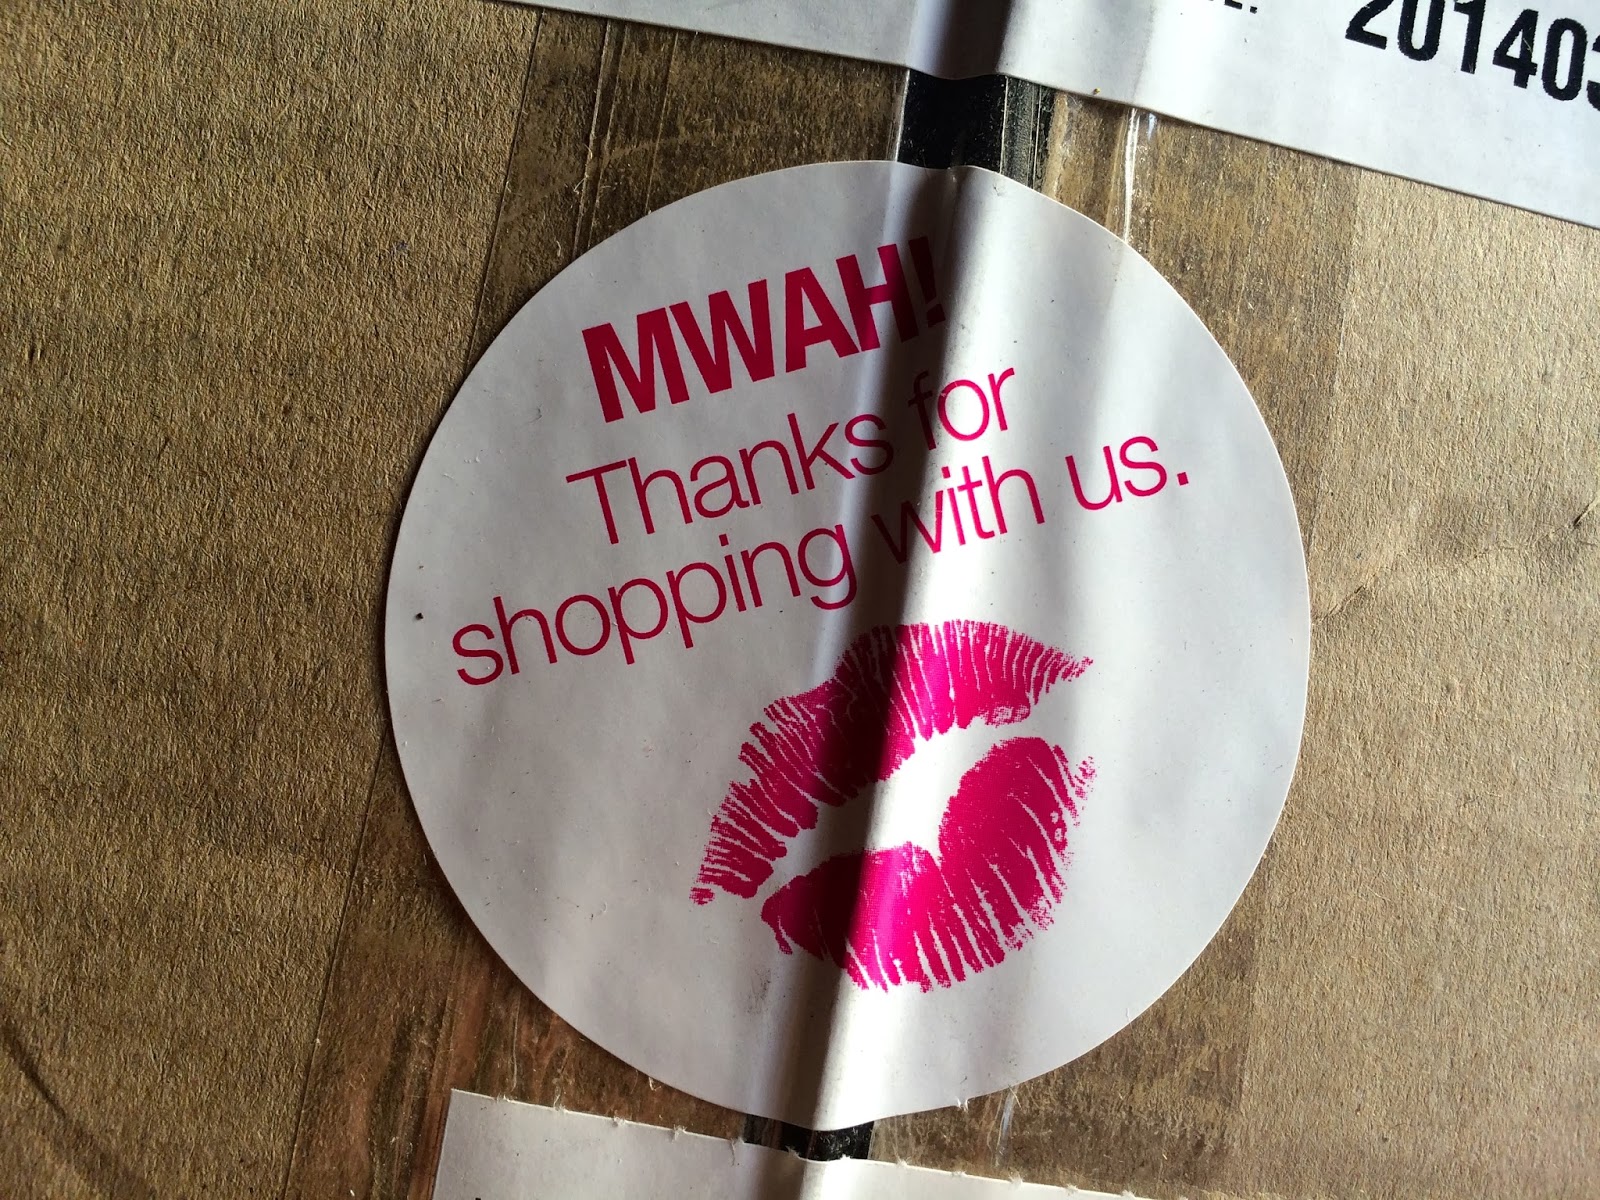 201403
MWAH!
Thanks for
shopping with us.